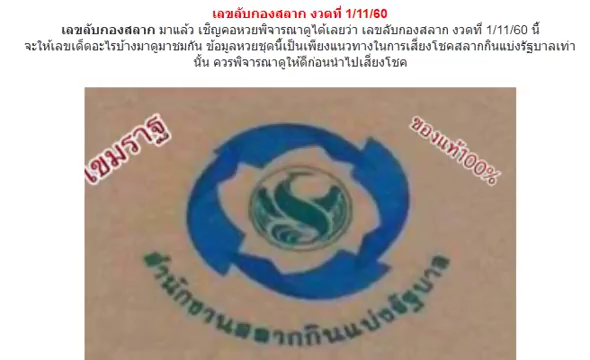 เลขลับกองสลาก งวดที่ 1/11/60
เลขลับกองสลาก มาแล้ว เชิญคอหวยพิจารณาดูได้เลยว่า เลขลับกองสลาก งวดที่ 1/11/60 นี้
จะให้เลขเด็ดอะไรบ้างมาดูมาชมกัน ข้อมูลหวยชุดนี้เป็นเพียงแนวทางในการเสี่ยงโชคสลากกินแบ่งรัฐบาลเท่า
นั้น ควรพิจารณาดูให้ดีก่อนนำไปเสี่ยงโชค
เขมราฐ
ของแท้100%
สำนักงานสลากกินแบ่งรัฐบาล